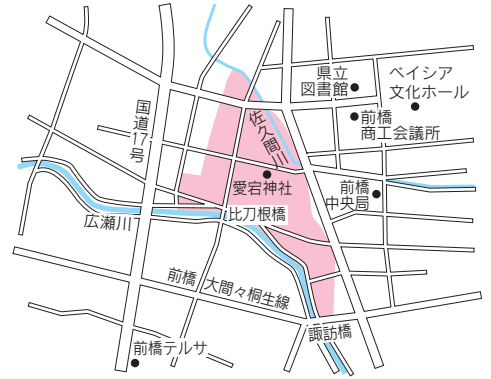 県立
図書館
ベイシア
文化ホール
前橋
商工会議所
国道17号
佐久間川
愛宕神社
前橋
中央局
比刀根橋
広瀬川
前橋 大間々桐生線
諏訪橋
前橋テルサ